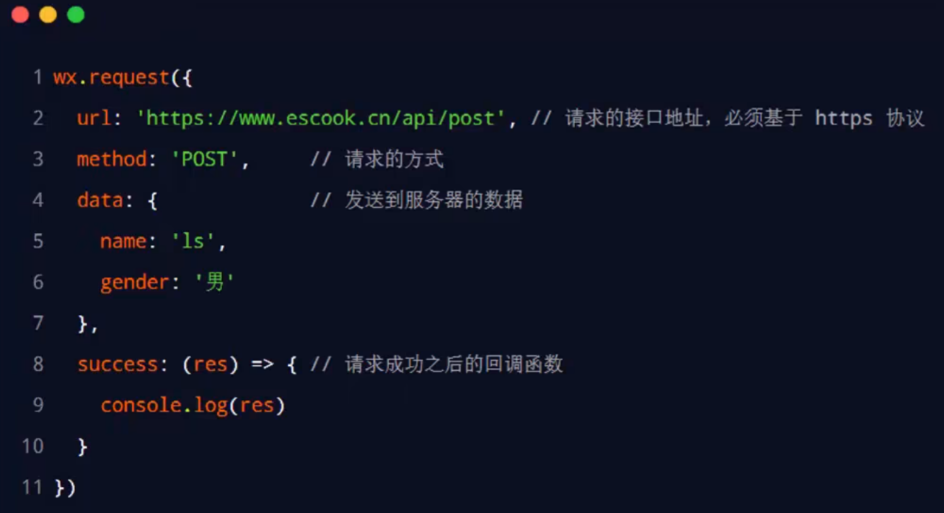 1 wx.request({
2   url: 'https://www.escook.cn/api/post', // 请求的接口地址，必须基于 https 协议
3   method: 'POST',     // 请求的方式
4   data: {             // 发送到服务器的数据
5     name: 'ls',
6     gender: '男'
7   },
8   success: (res) => { // 请求成功之后的回调函数
9     console.log(res)
10   }
11 })